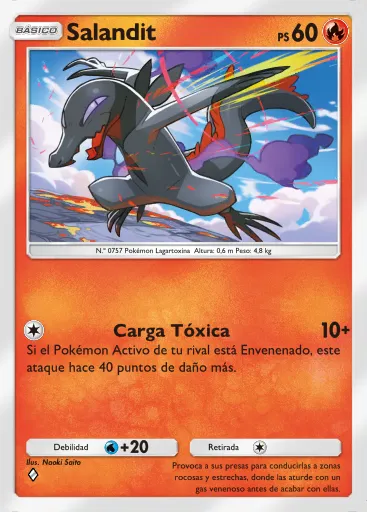 BÁSICO Salandit PS 60
N.º 0757 Pokémon Lagartoxina Altura: 0,6 m Peso: 4,8 kg
Carga Tóxica 10+
Si el Pokémon Activo de tu rival está Envenenado, este
ataque hace 40 puntos de daño más.
Debilidad +20 Retirada
Ilus. Naoki Saito
Provoca a sus presas para conducirlas a zonas
rocosas y estrechas, donde las aturde con un
gas venenoso antes de acabar con ellas.